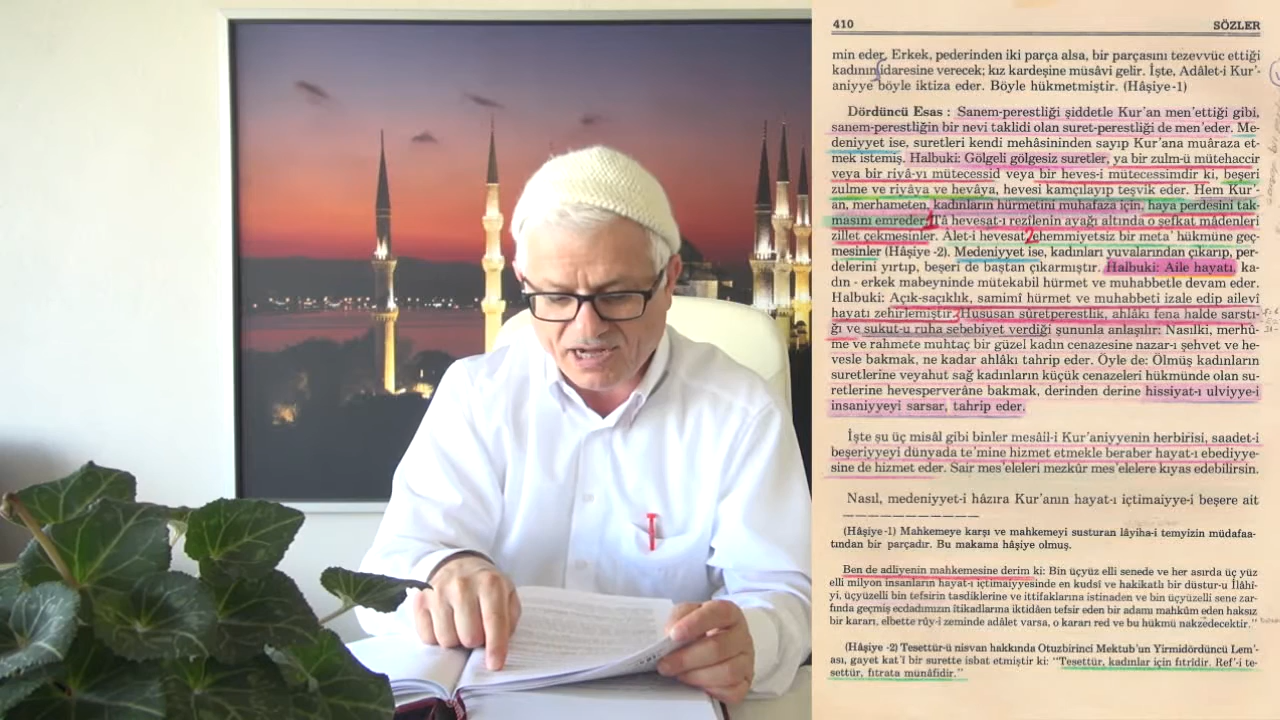 410 SÖZLER
min eder. Erkek, pederinden iki parça alsa, bir parçasını tezevvüc ettiği
kadının idaresine verecek; kız kardeşine müsâvi gelir. İşte, Adâlet-i Kur'-
aniyye böyle iktiza eder. Böyle hükmetmiştir. (Hâşiye-1)
Dördüncü Esas : Sanem-perestliği şiddetle Kur'an men'ettiği gibi,
sanem-perestliğin bir nevi taklidi olan suret-perestliği de men'eder. Me-
deniyyet ise, suretleri kendi mehâsininden sayıp Kur'ana muâraza et-
mek istemiş. Halbuki: Gölgeli gölgesiz suretler, ya bir zulm-ü mütehaccir
veya bir riyâ-yı mütecessid veya bir heves-i mütecessimdir ki, beşeri
zulme ve riyâya ve hevâya, hevesi kamçılayıp teşvik eder. Hem Kur'-
an, merhameten, kadınların hürmetini muhafaza için, haya perdesini tak-
masını emreder. 1 Tâ hevesat-ı rezîlenin ayağı altında o şefkat mâdenleri
zillet çekmesinler. Âlet-i hevesat 2 ehemmiyetsiz bir meta' hükmüne geç-
mesinler (Hâşiye -2). Medeniyyet ise, kadınları yuvalarından çıkarıp, per-
delerini yırtıp, beşeri de baştan çıkarmıştır. Halbuki: Aile hayatı, ka-
dın - erkek mabeyninde mütekabil hürmet ve muhabbetle devam eder.
Halbuki: Açık-saçıklık, samimî hürmet ve muhabbeti izale edip ailevî
hayatı zehirlemiştir. 3 Hususan sûretperestlik, ahlâkı fena halde sarstı-
ğı ve sukut-u ruha sebebiyet verdiği şununla anlaşılır: Nasılki, merhû-
me ve rahmete muhtaç bir güzel kadın cenazesine nazar-ı şehvet ve he-
vesle bakmak, ne kadar ahlâkı tahrip eder. Öyle de: Ölmüş kadınların
suretlerine veyahut sağ kadınların küçük cenazeleri hükmünde olan su-
retlerine hevesperverâne bakmak, derinden derine hissiyat-ı ulviyye-i
insaniyyeyi sarsar, tahrip eder.
İşte şu üç misâl gibi binler mesâil-i Kur'aniyyenin herbirisi, saadet-i
beşeriyyeyi dünyada te'mine hizmet etmekle beraber hayat-ı ebediyye-
sine de hizmet eder. Sair mes'eleleri mezkûr mes'elelere kıyas edebilirsin.
Nasıl, medeniyyet-i hâzıra Kur'anın hayat-ı içtimaiyye-i beşere ait
(Hâşiye-1) Mahkemeye karşı ve mahkemeyi susturan lâyiha-i temyizin müdafaa-
tından bir parçadır. Bu makama hâşiye olmuş.
Ben de adliyenin mahkemesine derim ki: Bin üçyüz elli senede ve her asırda üç yüz
elli milyon insanların hayat-ı içtimaiyyesinde en kudsî ve hakikatlı bir düstur-u İlâhî-
yi, üçyüzelli bin tefsirin tasdiklerine ve ittifaklarına istinaden ve bin üçyüzelli sene zar-
fında geçmiş ecdadımızın îtikadlarına iktidâen tefsir eden bir adamı mahkûm eden haksız
bir kararı, elbette rûy-i zeminde adâlet varsa, o kararı red ve bu hükmü nakzedecektir."
(Hâşiye -2) Tesettür-ü nisvan hakkında Otuzbirinci Mektub'un Yirmidördüncü Lem'-
ası, gayet kat'î bir surette isbat etmiştir ki: "Tesettür, kadınlar için fıtrîdir. Ref'-i te-
settür, fıtrata münafidir."